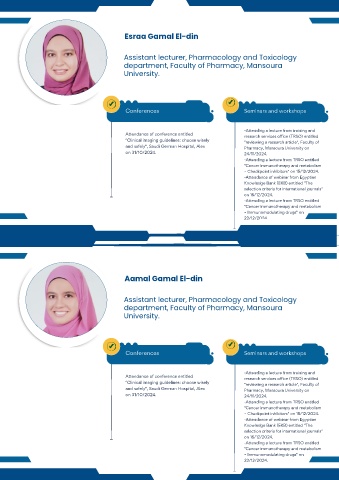 Esraa Gamal El-din
Assistant lecturer, Pharmacology and Toxicology
department, Faculty of Pharmacy, Mansoura
University.
Conferences
Attendance of conference entitled
"Clinical imaging guidelines: choose wisely
and safely", Saudi German Hospital, Alex
on 31/10/2024.
Seminars and workshops
-Attending a lecture from training and
research services office (TRSO) entitled
"reviewing a research article", Faculty of
Pharmacy, Mansoura University on
24/11/2024.
-Attending a lecture from TRSO entitled
"Cancer immunotherapy and metabolism
- Checkpoint inhibitors" on 15/12/2024.
-Attendance of webinar from Egyptian
Knowledge Bank (EKB) entitled "The
selection criteria for international journals"
on 16/12/2024.
-Attending a lecture from TRSO entitled
"Cancer immunotherapy and metabolism
- Immunomodulating drugs" on
22/12/2024.
Aamal Gamal El-din
Assistant lecturer, Pharmacology and Toxicology
department, Faculty of Pharmacy, Mansoura
University.
Conferences
Attendance of conference entitled
"Clinical imaging guidelines: choose wisely
and safely", Saudi German Hospital, Alex
on 31/10/2024.
Seminars and workshops
-Attending a lecture from training and
research services office (TRSO) entitled
"reviewing a research article", Faculty of
Pharmacy, Mansoura University on
24/11/2024.
-Attending a lecture from TRSO entitled
"Cancer immunotherapy and metabolism
- Checkpoint inhibitors" on 15/12/2024.
-Attendance of webinar from Egyptian
Knowledge Bank (EKB) entitled "The
selection criteria for international journals"
on 16/12/2024.
-Attending a lecture from TRSO entitled
"Cancer immunotherapy and metabolism
- Immunomodulating drugs" on
22/12/2024.